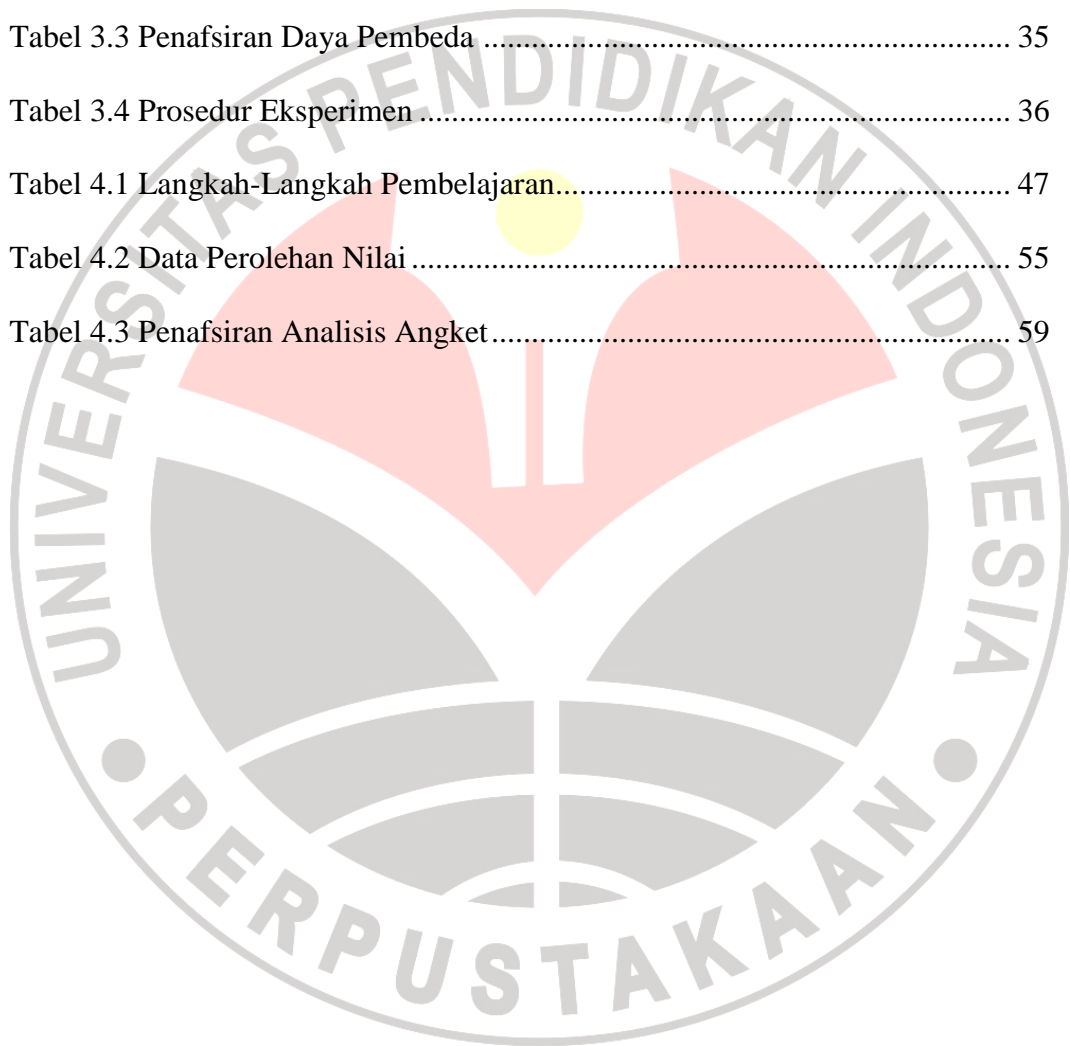 Tabel 3.3 Penafsiran Daya Pembeda .................................................................. 35
Tabel 3.4 Prosedur Eksperimen .......................................................................... 36
Tabel 4.1 Langkah-Langkah Pembelajaran......................................................... 47
Tabel 4.2 Data Perolehan Nilai ........................................................................... 55
Tabel 4.3 Penafsiran Analisis Angket ................................................................. 59
UNIVERSITAS PENDIDIKAN INDONESIA
PERPUSTAKAAN